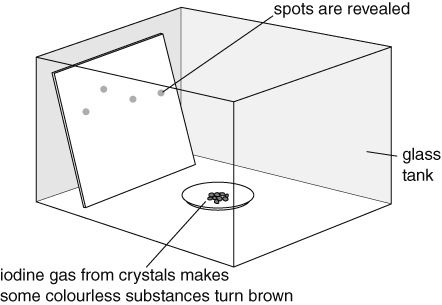 spots are revealed
glass
tank
iodine gas from crystals makes
some colourless substances turn brown